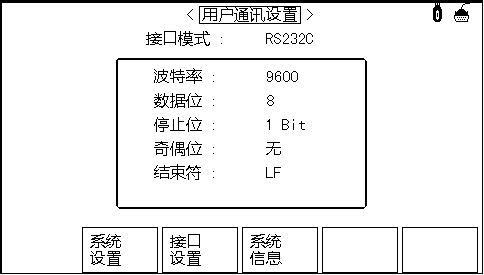 <用户通讯设置>
接口模式 : RS232C
波特率 : 9600
数据位 : 8
停止位 : 1 Bit
奇偶位 : 无
结束符 : LF
系统设置
接口设置
系统信息